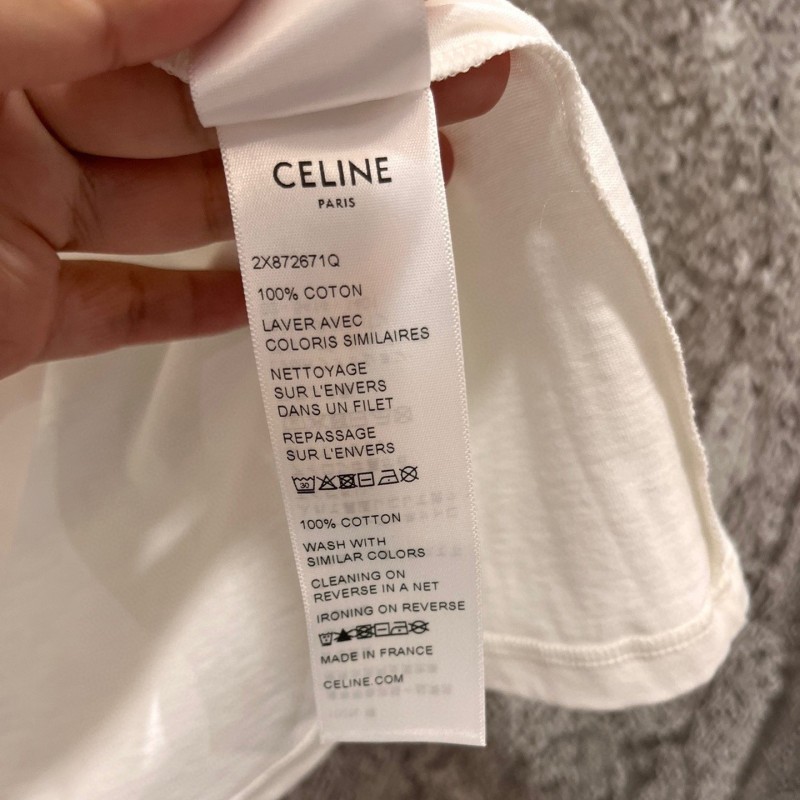 CELINE
PARIS
2X872671Q
100% COTON
LAVER AVEC
COLORIS SIMILAIRES
NETTOYAGE
SUR L'ENVERS
DANS UN FILET
REPASSAGE
SUR L'ENVERS
30
100% COTTON
WASH WITH
SIMILAR COLORS
CLEANING ON
REVERSE IN A NET
IRONING ON REVERSE
MADE IN FRANCE
CELINE.COM